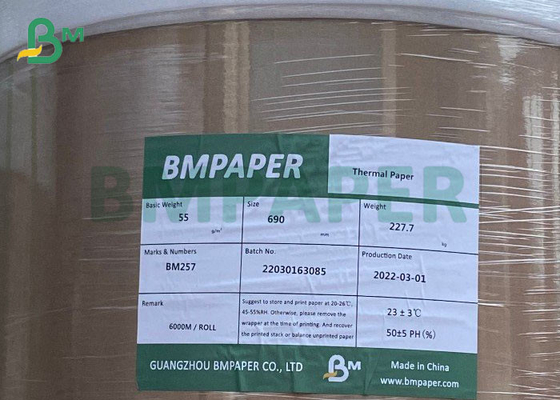 BM
BMPAPER
Thermal Paper
BMPAPER
Basic Weight
55
g/m²
Size
690
mm
Weight
227.7
kg
Marks & Numbers
BM257
Batch No.
22030163085
Production Date
2022-03-01
Remark
6000M / ROLL
Suggest to store and print paper at 20-26℃,
45-55%RH. Otherwise, please remove the
wrapper at the time of printing. And recover
the printed stack or balance unprinted paper
23 ± 3℃
50±5 PH (%)
GUANGZHOU BMPAPER CO., LTD
BM
Made in China
www.bmpaper.com